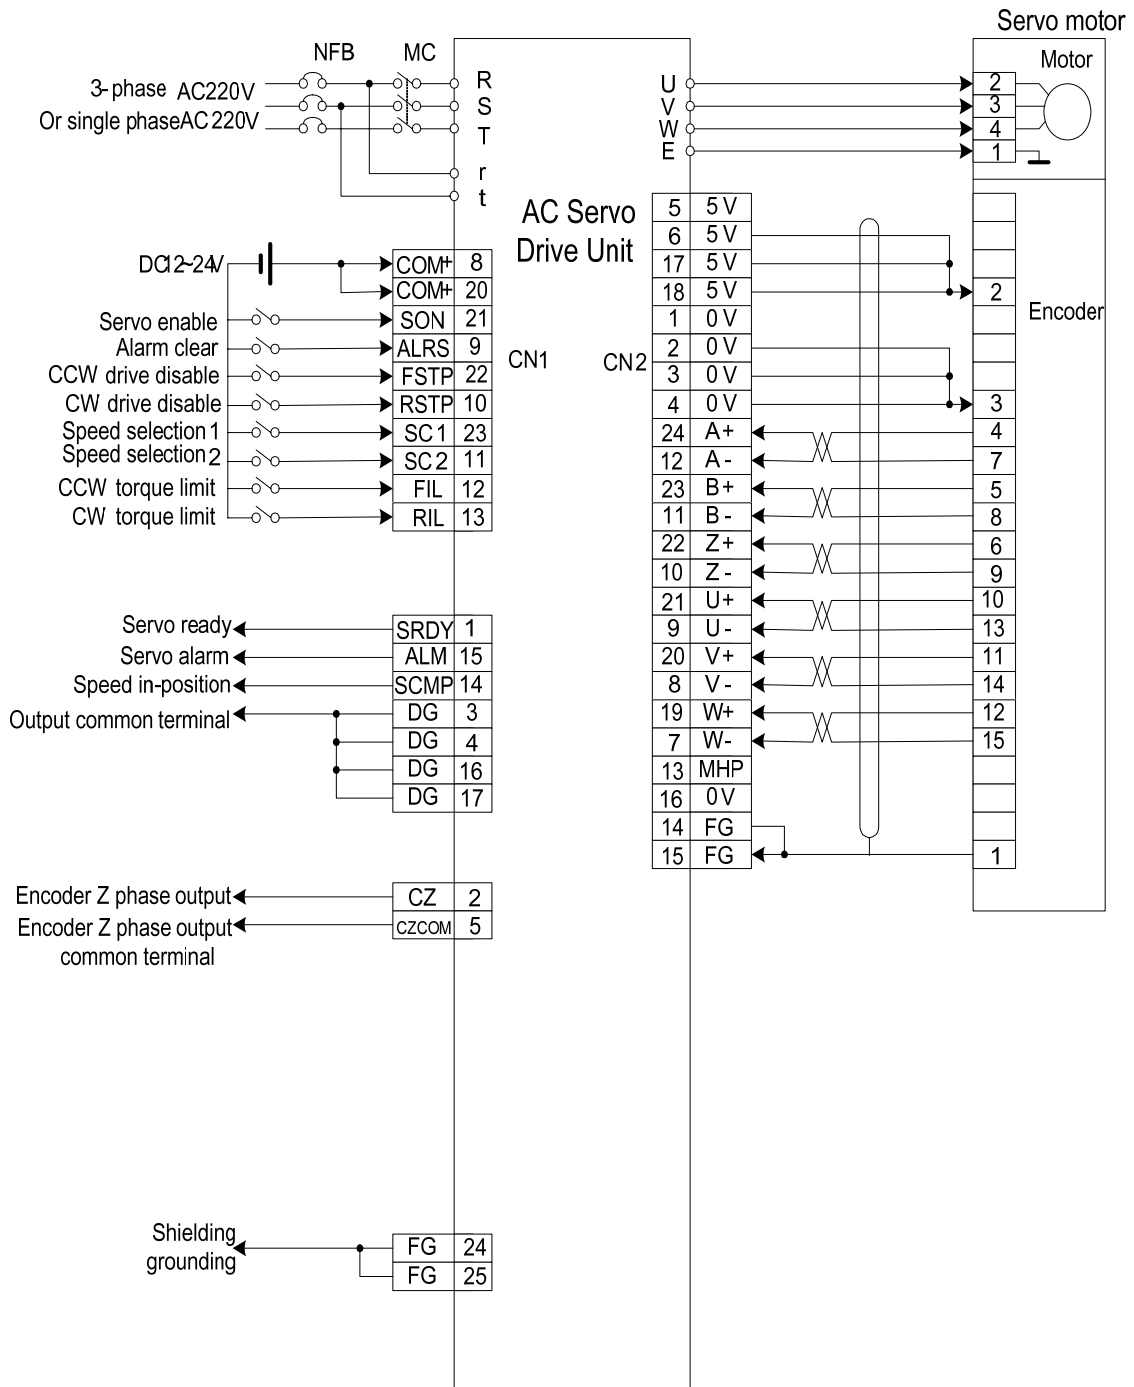 Servo motor
NFB MC Motor
3-phase AC220V R U 2
S V 3
Or single phase AC 220V T W 4
E 1
r
t
AC Servo
Drive Unit
5 5V
6 5V
DC12~24V COM+ 8 17 5V
COM+ 20 18 5V 2
Encoder
Servo enable SON 21 1 0V
Alarm clear ALRS 9 CN1 CN2 2 0V
CCW drive disable FSTP 22 3 0V
CW drive disable RSTP 10 4 0V 3
Speed selection 1 SC1 23 24 A+ 4
Speed selection 2 SC2 11 12 A- 7
CCW torque limit FIL 12 23 B+ 5
CW torque limit RIL 13 11 B- 8
22 Z+ 6
10 Z- 9
21 U+ 10
Servo ready SRDY 1 9 U- 13
Servo alarm ALM 15 20 V+ 11
Speed in-position SCMP 14 8 V- 14
Output common terminal DG 3 19 W+ 12
DG 4 7 W- 15
DG 16 13 MHP
DG 17 16 0V
14 FG
15 FG 1
Encoder Z phase output CZ 2
Encoder Z phase output CZCOM 5
common terminal
Shielding
grounding
FG 24
FG 25